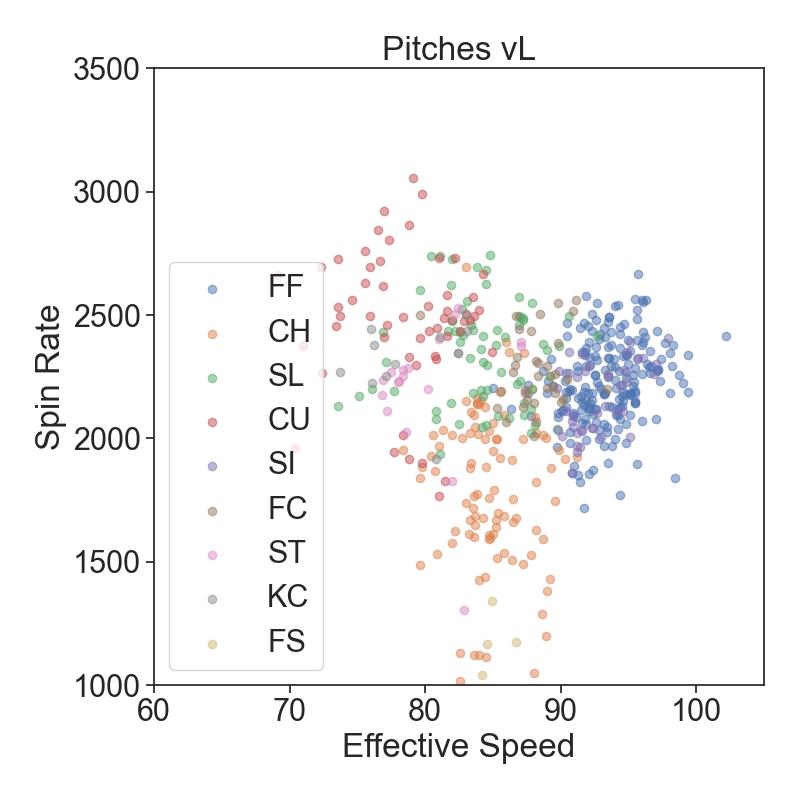 Pitches vL
3500
3000
2500
2000
1500
1000
Spin Rate
FF
CH
SL
CU
SI
FC
ST
KC
FS
60 70 80 90 100
Effective Speed